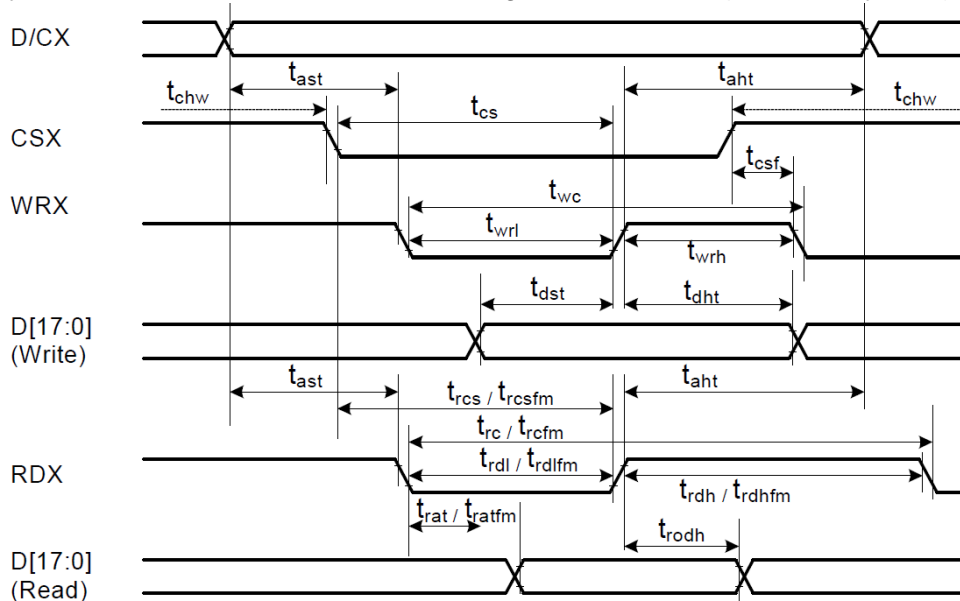 D/CX
tast
taht
tchw
tchw
tcs
CSX
tcsf
WRX
twc
twrl
twrh
tdst
tdht
D[17:0]
(Write)
tast
taht
trcs / trcsfm
trc / trcfm
RDX
trdl / trdlfm
trdh / trdhfm
trat / tratfm
trodh
D[17:0]
(Read)